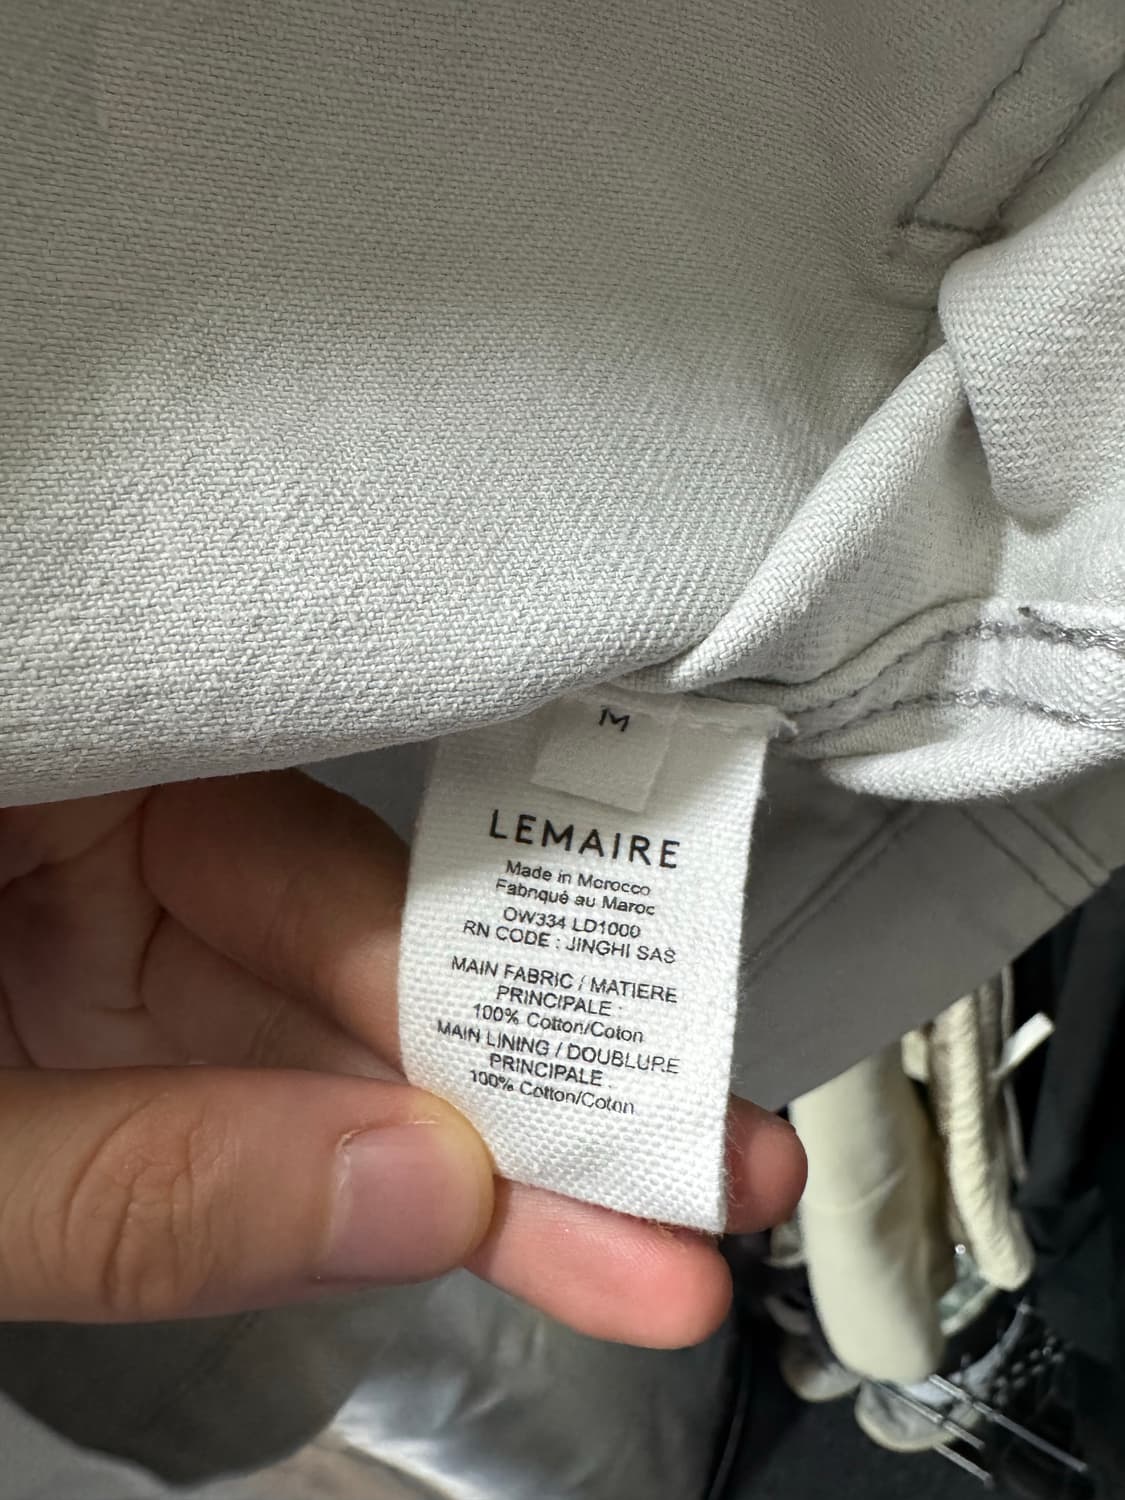 M
LEMAIRE
Made in Morocco
Fabriqué au Maroc
OW334 LD1000
RN CODE : JINGHI SAS
MAIN FABRIC / MATIERE
PRINCIPALE :
100% Cotton/Coton
MAIN LINING / DOUBLURE
PRINCIPALE :
100% Cotton/Coton